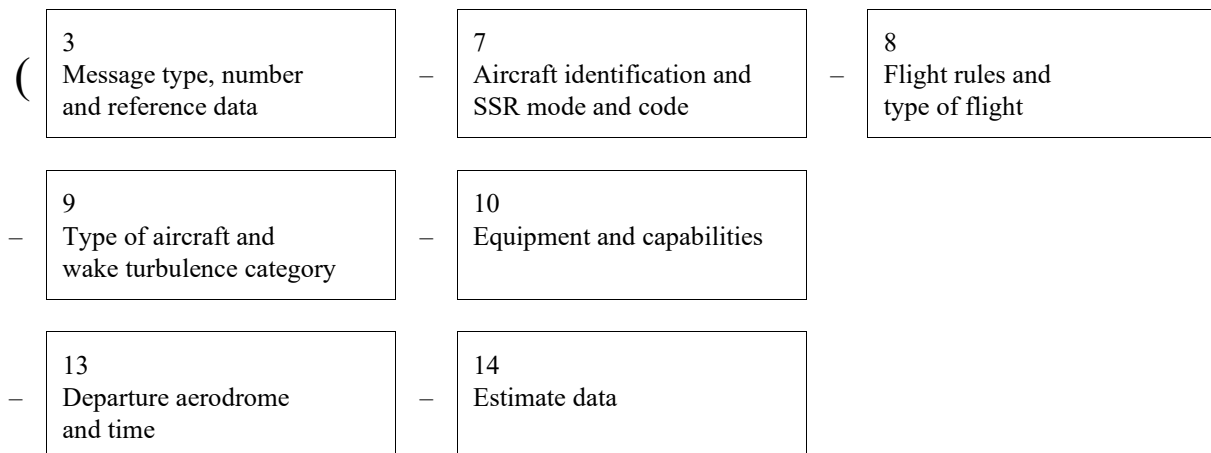 ( 3
Message type, number
and reference data
– 7
Aircraft identification and
SSR mode and code
– 8
Flight rules and
type of flight
– 9
Type of aircraft and
wake turbulence category
– 10
Equipment and capabilities
– 13
Departure aerodrome
and time
– 14
Estimate data